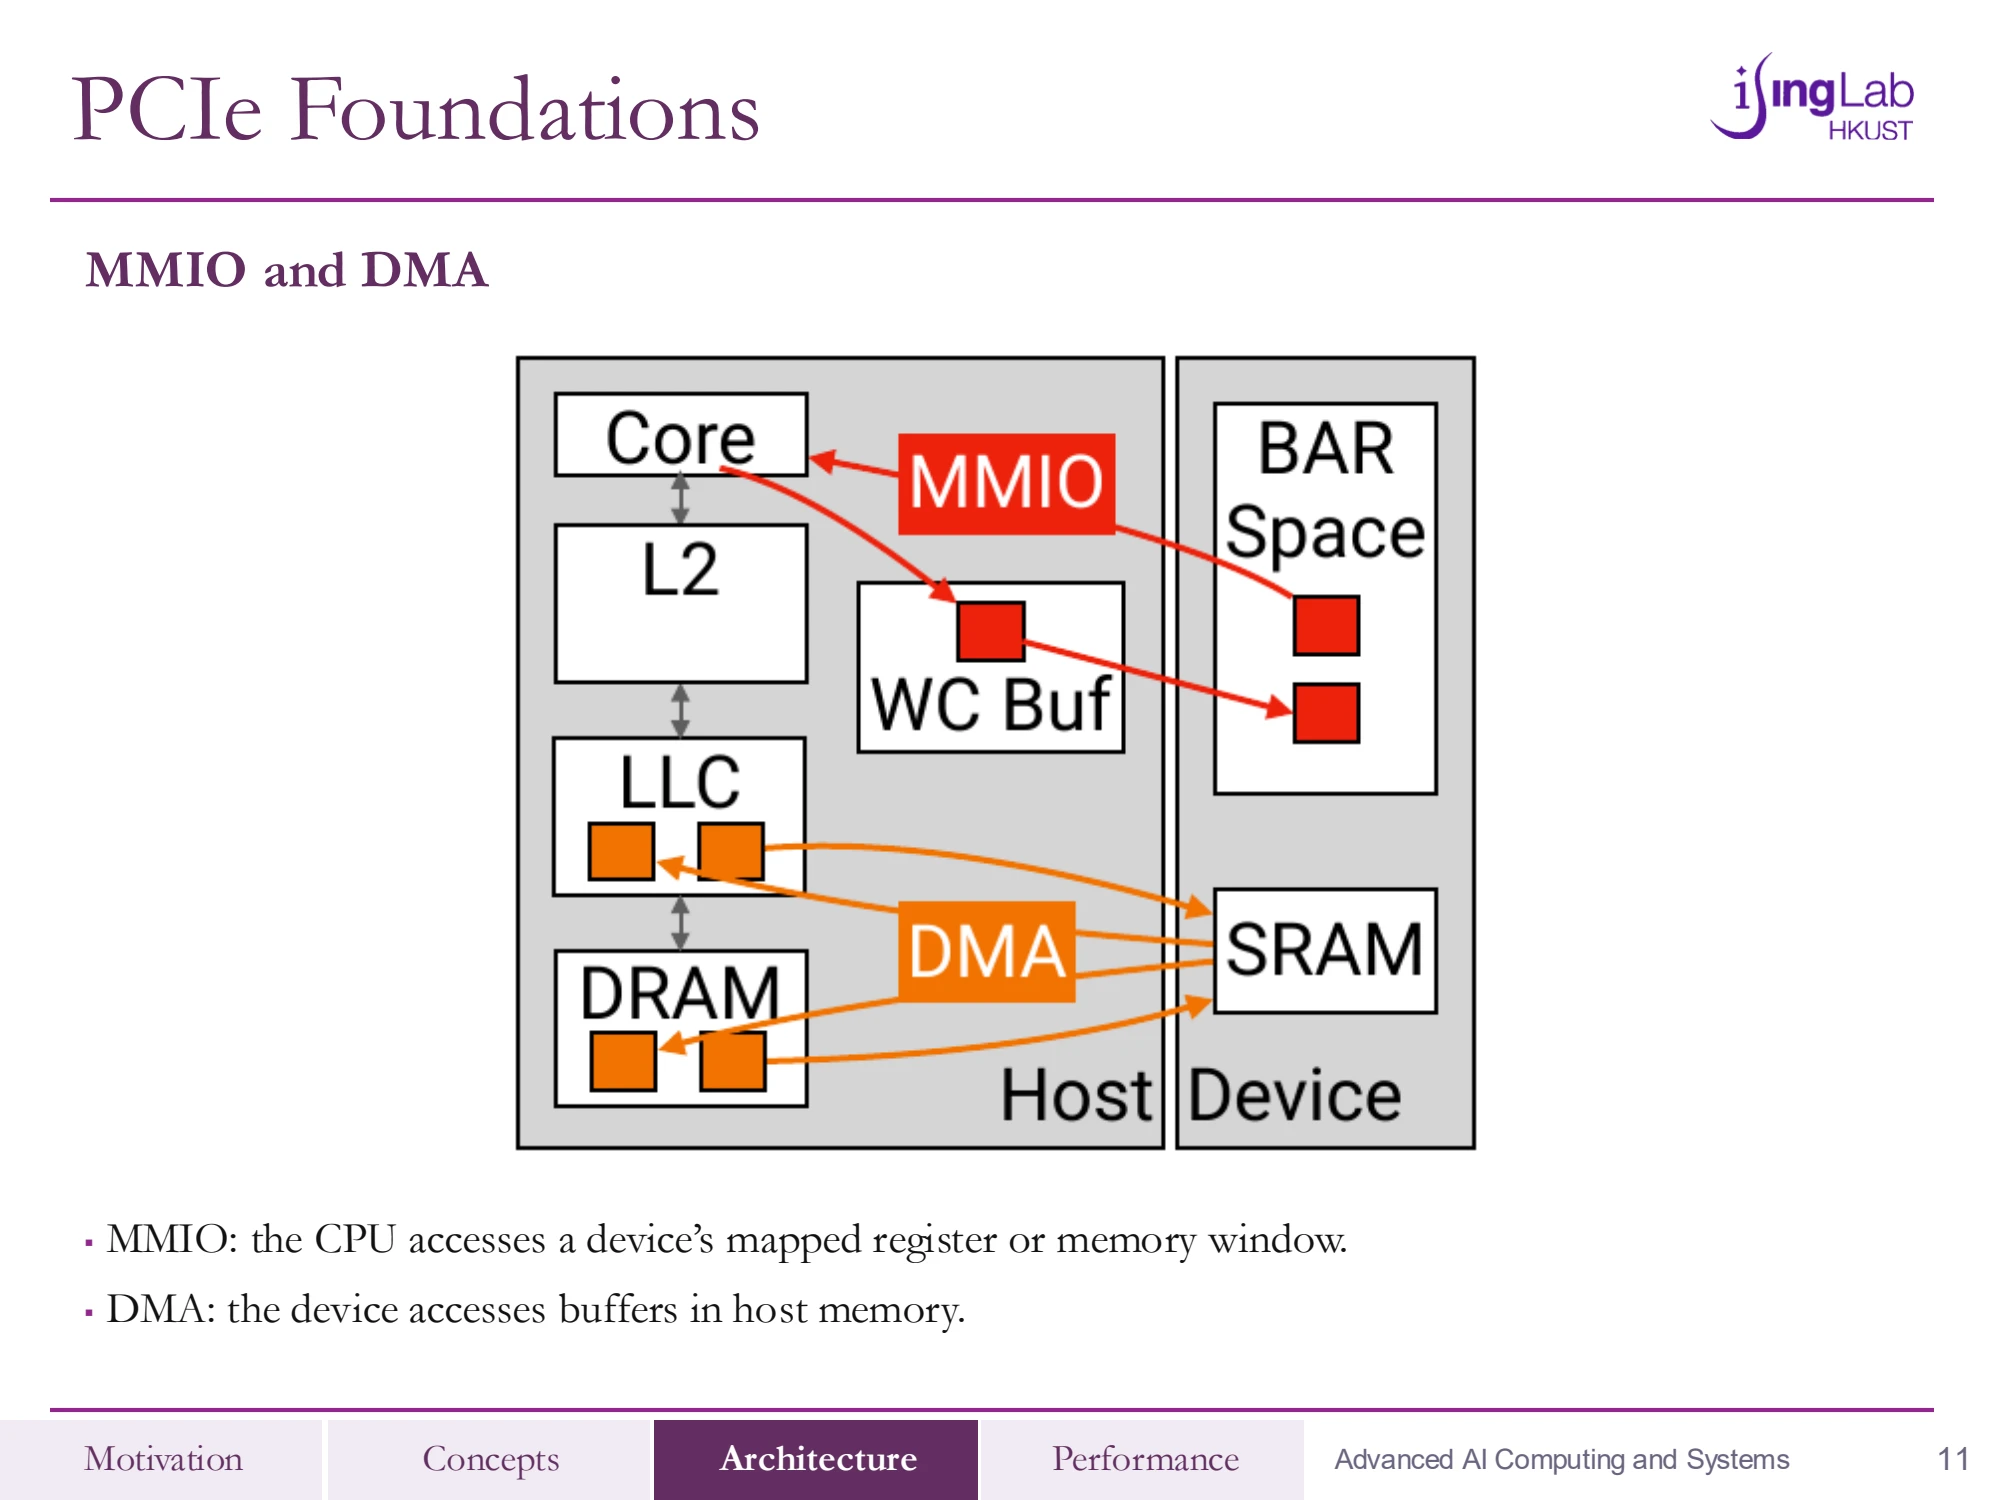 PCIe Foundations
isingLab
HKUST
MMIO and DMA
Core
MMIO
BAR
Space
L2
WC Buf
LLC
DMA
SRAM
DRAM
Host
Device
▪ MMIO: the CPU accesses a device’s mapped register or memory window.
▪ DMA: the device accesses buffers in host memory.
Motivation
Concepts
Architecture
Performance
Advanced AI Computing and Systems
11